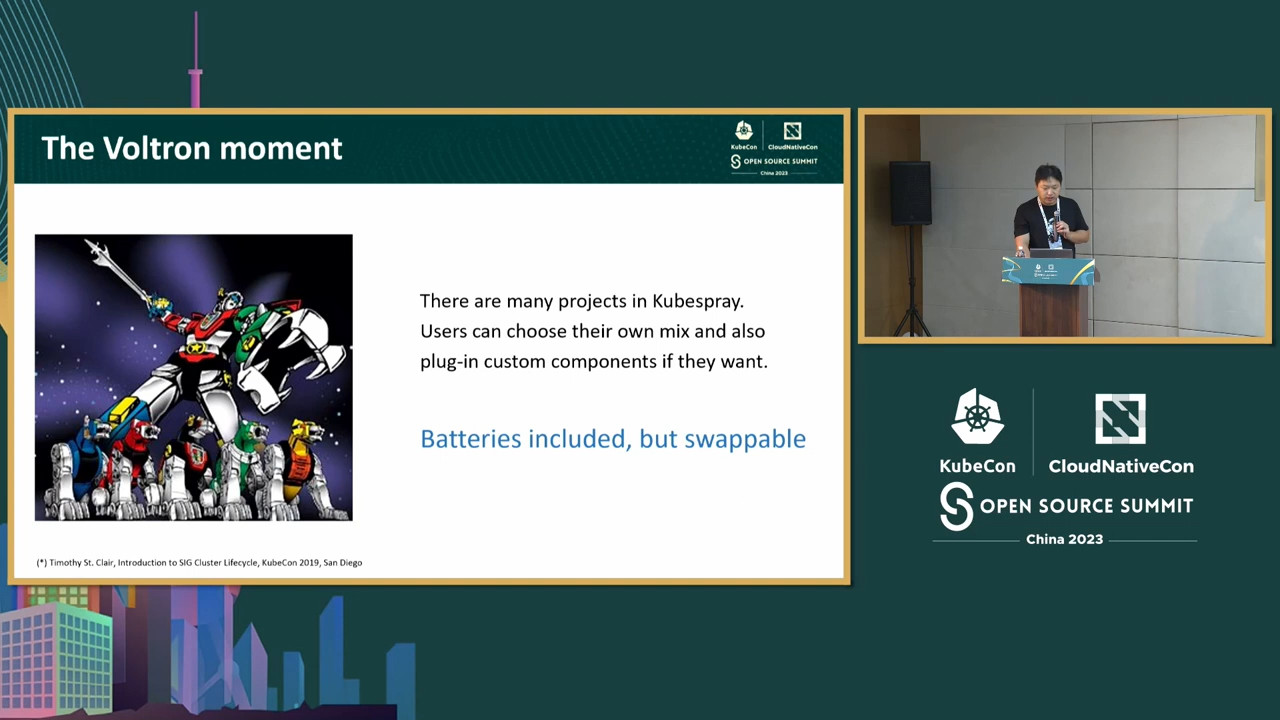 The Voltron moment
KubeCon
CloudNativeCon
OPEN SOURCE SUMMIT
China 2023
There are many projects in Kubespray.
Users can choose their own mix and also
plug-in custom components if they want.
Batteries included, but swappable
(*) Timothy St. Clair, Introduction to SIG Cluster Lifecycle, KubeCon 2019, San Diego
KubeCon
CloudNativeCon
OPEN SOURCE SUMMIT
China 2023